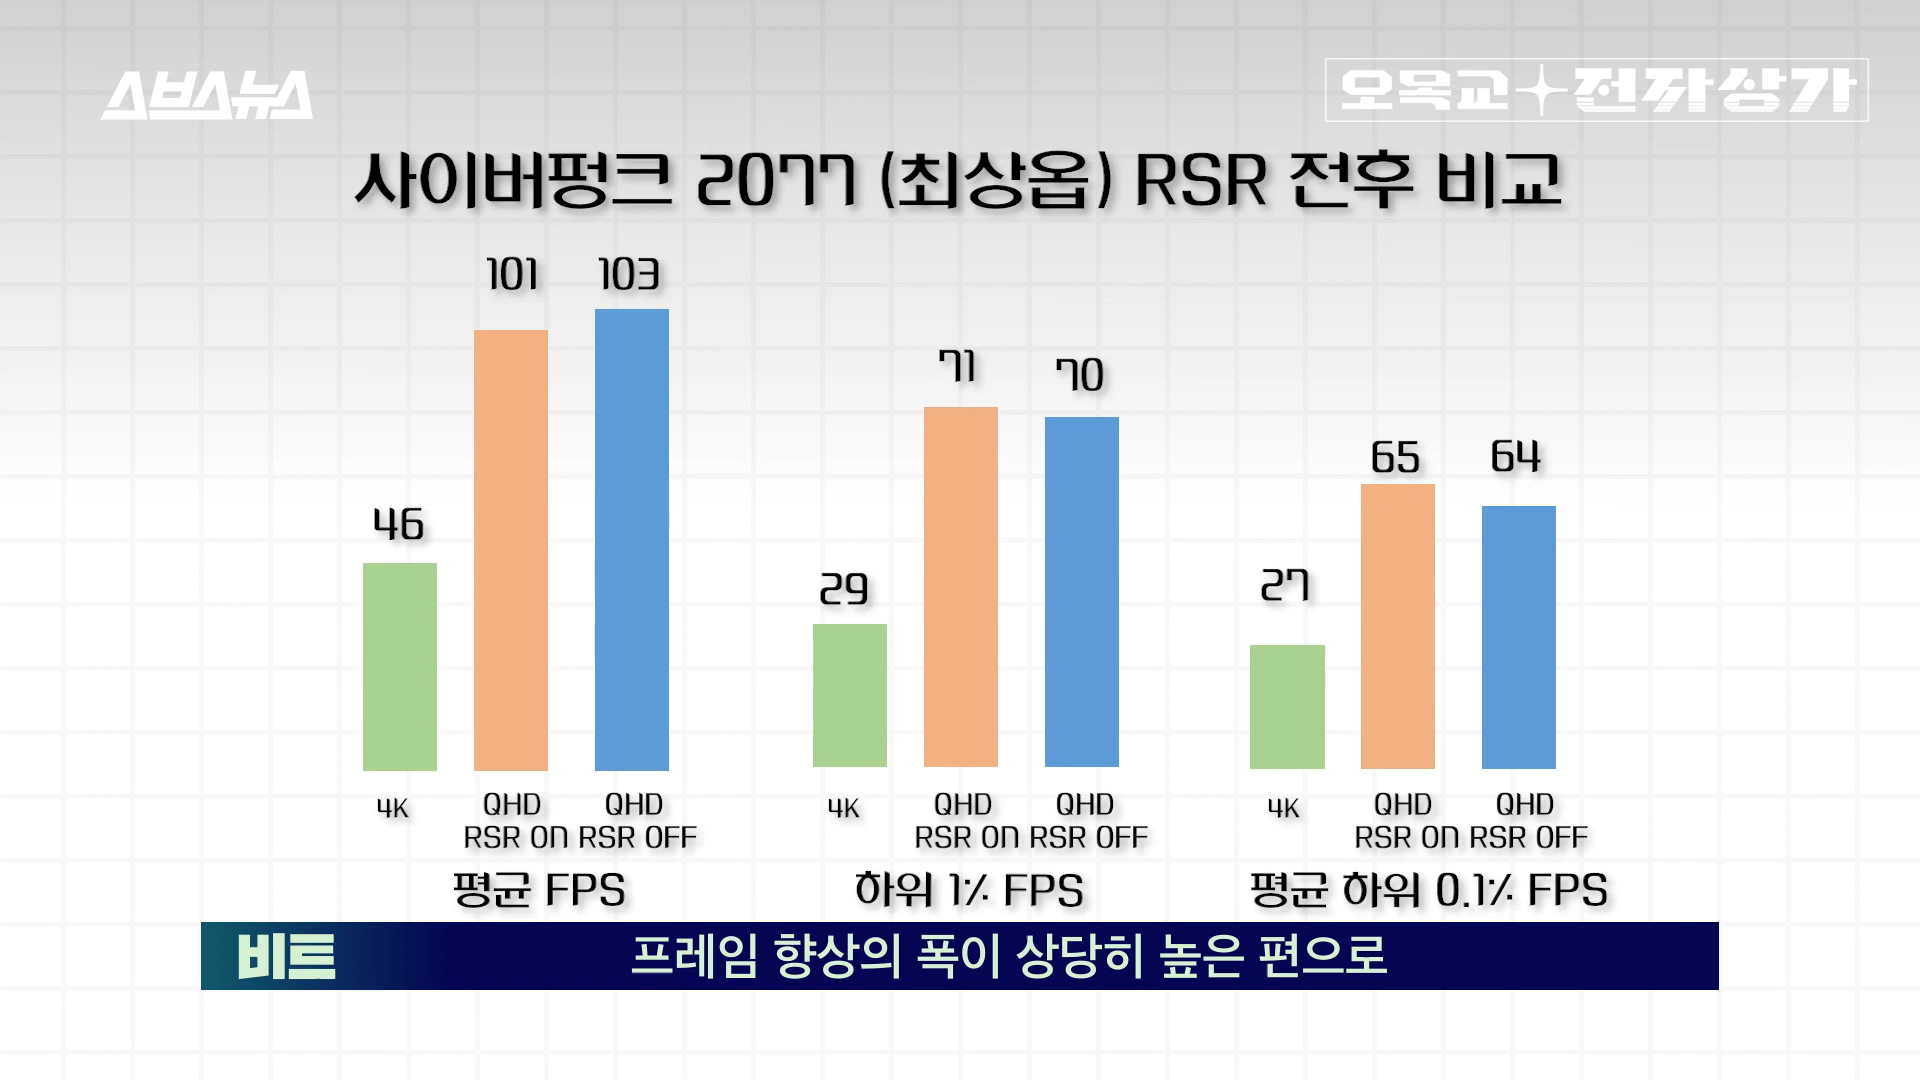 스브스뉴스
오목교 전자상가
사이버펑크 2077 (최상옵) RSR 전후 비교
46
101
103
4K
QHD RSR ON
QHD RSR OFF
평균 FPS
29
71
70
4K
QHD RSR ON
QHD RSR OFF
하위 1% FPS
27
65
64
4K
QHD RSR ON
QHD RSR OFF
평균 하위 0.1% FPS
비트
프레임 향상의 폭이 상당히 높은 편으로